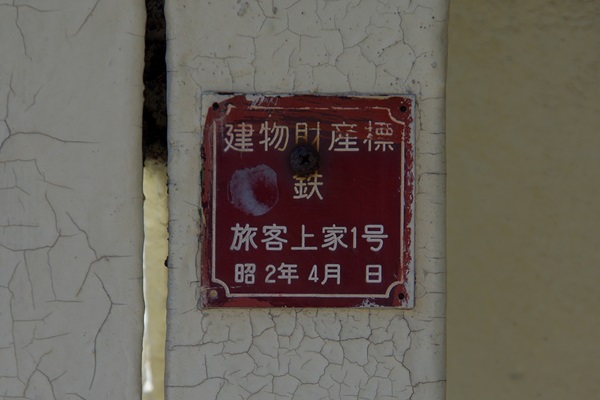 建物財産標
鉄
旅客上家1号
昭 2年 4月 日